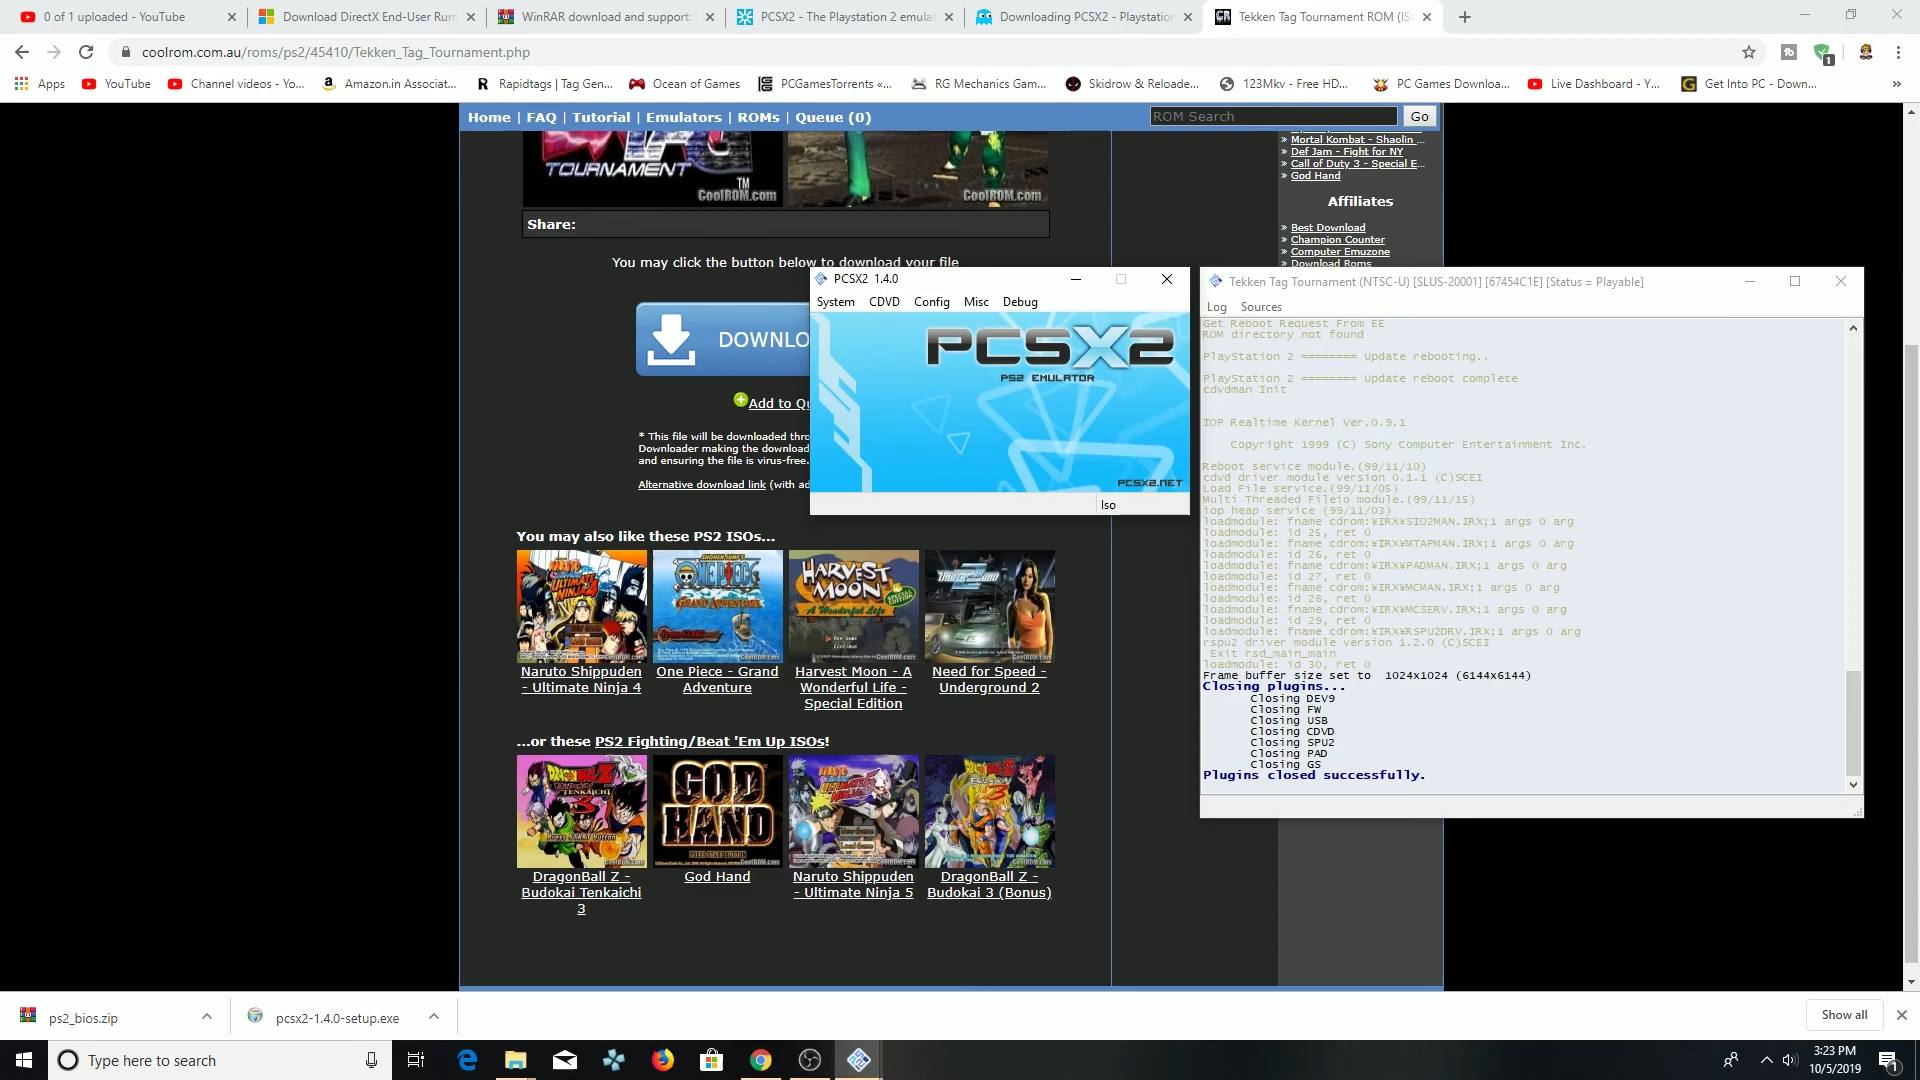 0 of 1 uploaded - YouTube
Download DirectX End-User Runt
WinRAR download and support:
PCSX2 - The Playstation 2 emulat
Downloading PCSX2 - Playstation
Tekken Tag Tournament ROM (IS
coolrom.com.au/roms/ps2/45410/Tekken_Tag_Tournament.php
1
Apps
YouTube
Channel videos - Yo...
Amazon.in Associat...
Rapidtags | Tag Gen...
Ocean of Games
PCGamesTorrents «...
RG Mechanics Gam...
Skidrow & Reloade...
123Mkv - Free HD...
PC Games Downloa...
Live Dashboard - Y...
Get Into PC - Down...
»
Home | FAQ | Tutorial | Emulators | ROMs | Queue (0)
ROM Search
Go
TOURNAMENT
TM
CoolROM.com
CoolROM.com
» Mortal Kombat - Shaolin ...
» Def Jam - Fight for NY
» Call of Duty 3 - Special E...
» God Hand
Affiliates
» Best Download
» Champion Counter
» Computer Emuzone
» Download Roms
Share:
You may click the button below to download your file
DOWNLO
Add to Qu
* This file will be downloaded thro
Downloader making the download
and ensuring the file is virus-free.
Alternative download link (with ad
PCSX2 1.4.0
System
CDVD
Config
Misc
Debug
PCSX2
PS2 EMULATOR
PCSX2.NET
Iso
Tekken Tag Tournament (NTSC-U) [SLUS-20001] [67454C1E] [Status = Playable]
Log
Sources
Get Reboot Request From EE
ROM directory not found
PlayStation 2 ======== Update rebooting..
PlayStation 2 ======== Update reboot complete
cdvdman Init
IOP Realtime Kernel Ver.0.9.1
Copyright 1999 (C) Sony Computer Entertainment Inc.
Reboot service module.(99/11/10)
cdvd driver module version 0.1.1 (C)SCEI
Load File service.(99/11/05)
Multi Threaded Fileio module.(99/11/15)
iop heap service (99/11/03)
loadmodule: fname cdrom:¥IRX¥SIO2MAN.IRX;1 args 0 arg
loadmodule: id 25, ret 0
loadmodule: fname cdrom:¥IRX¥MTAPMAN.IRX;1 args 0 arg
loadmodule: id 26, ret 0
loadmodule: fname cdrom:¥IRX¥PADMAN.IRX;1 args 0 arg
loadmodule: id 27, ret 0
loadmodule: fname cdrom:¥IRX¥MCMAN.IRX;1 args 0 arg
loadmodule: id 28, ret 0
loadmodule: fname cdrom:¥IRX¥MCSERV.IRX;1 args 0 arg
loadmodule: id 29, ret 0
loadmodule: fname cdrom:¥IRX¥RSPU2DRV.IRX;1 args 0 arg
rspu2 driver module version 1.2.0 (C)SCEI
Exit rsd_main_main
loadmodule: id 30, ret 0
Frame buffer size set to 1024x1024 (6144x6144)
Closing plugins...
Closing DEV9
Closing FW
Closing USB
Closing CDVD
Closing SPU2
Closing PAD
Closing GS
Plugins closed successfully.
You may also like these PS2 ISOs...
Naruto Shippuden - Ultimate Ninja 4
One Piece - Grand Adventure
Harvest Moon - A Wonderful Life - Special Edition
Need for Speed - Underground 2
...or these PS2 Fighting/Beat 'Em Up ISOs!
GOD HAND
DragonBall Z - Budokai Tenkaichi 3
God Hand
Naruto Shippuden - Ultimate Ninja 5
DragonBall Z - Budokai 3 (Bonus)
ps2_bios.zip
pcsx2-1.4.0-setup.exe
Show all
Type here to search
3:23 PM
10/5/2019
1